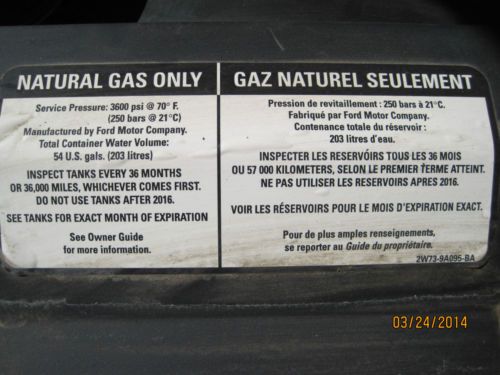 NATURAL GAS ONLY
Service Pressure: 3600 psi @ 70° F.
(250 bars @ 21°C)
Manufactured by Ford Motor Company.
Total Container Water Volume:
54 U.S. gals. (203 litres)
INSPECT TANKS EVERY 36 MONTHS
OR 36,000 MILES, WHICHEVER COMES FIRST.
DO NOT USE TANKS AFTER 2016.
SEE TANKS FOR EXACT MONTH OF EXPIRATION
See Owner Guide
for more information.
GAZ NATUREL SEULEMENT
Pression de revitaillement : 250 bars à 21°C.
Fabriqué par Ford Motor Company.
Contenance totale du réservoir :
203 litres d'eau.
INSPECTER LES RESERVOIRS TOUS LES 36 MOIS
OU 57 000 KILOMETERS, SELON LE PREMIER TERME ATTEINT.
NE PAS UTILISER LES RESERVOIRS APRES 2016.
VOIR LES RÉSERVOIRS POUR LE MOIS D'EXPIRATION EXACT.
Pour de plus amples renseignements,
se reporter au Guide du propriétaire.
2W73-9A095-BA
03/24/2014